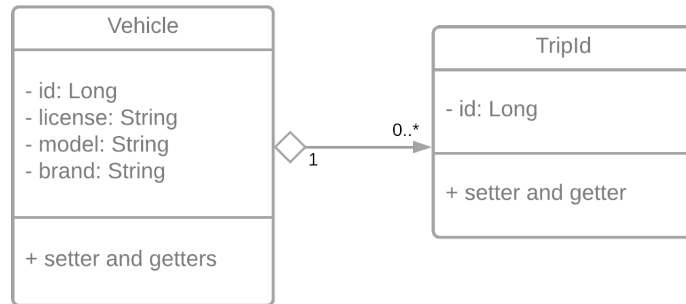 Vehicle
- id: Long
- license: String
- model: String
- brand: String
+ setter and getters
1
0..*
TripId
- id: Long
+ setter and getter